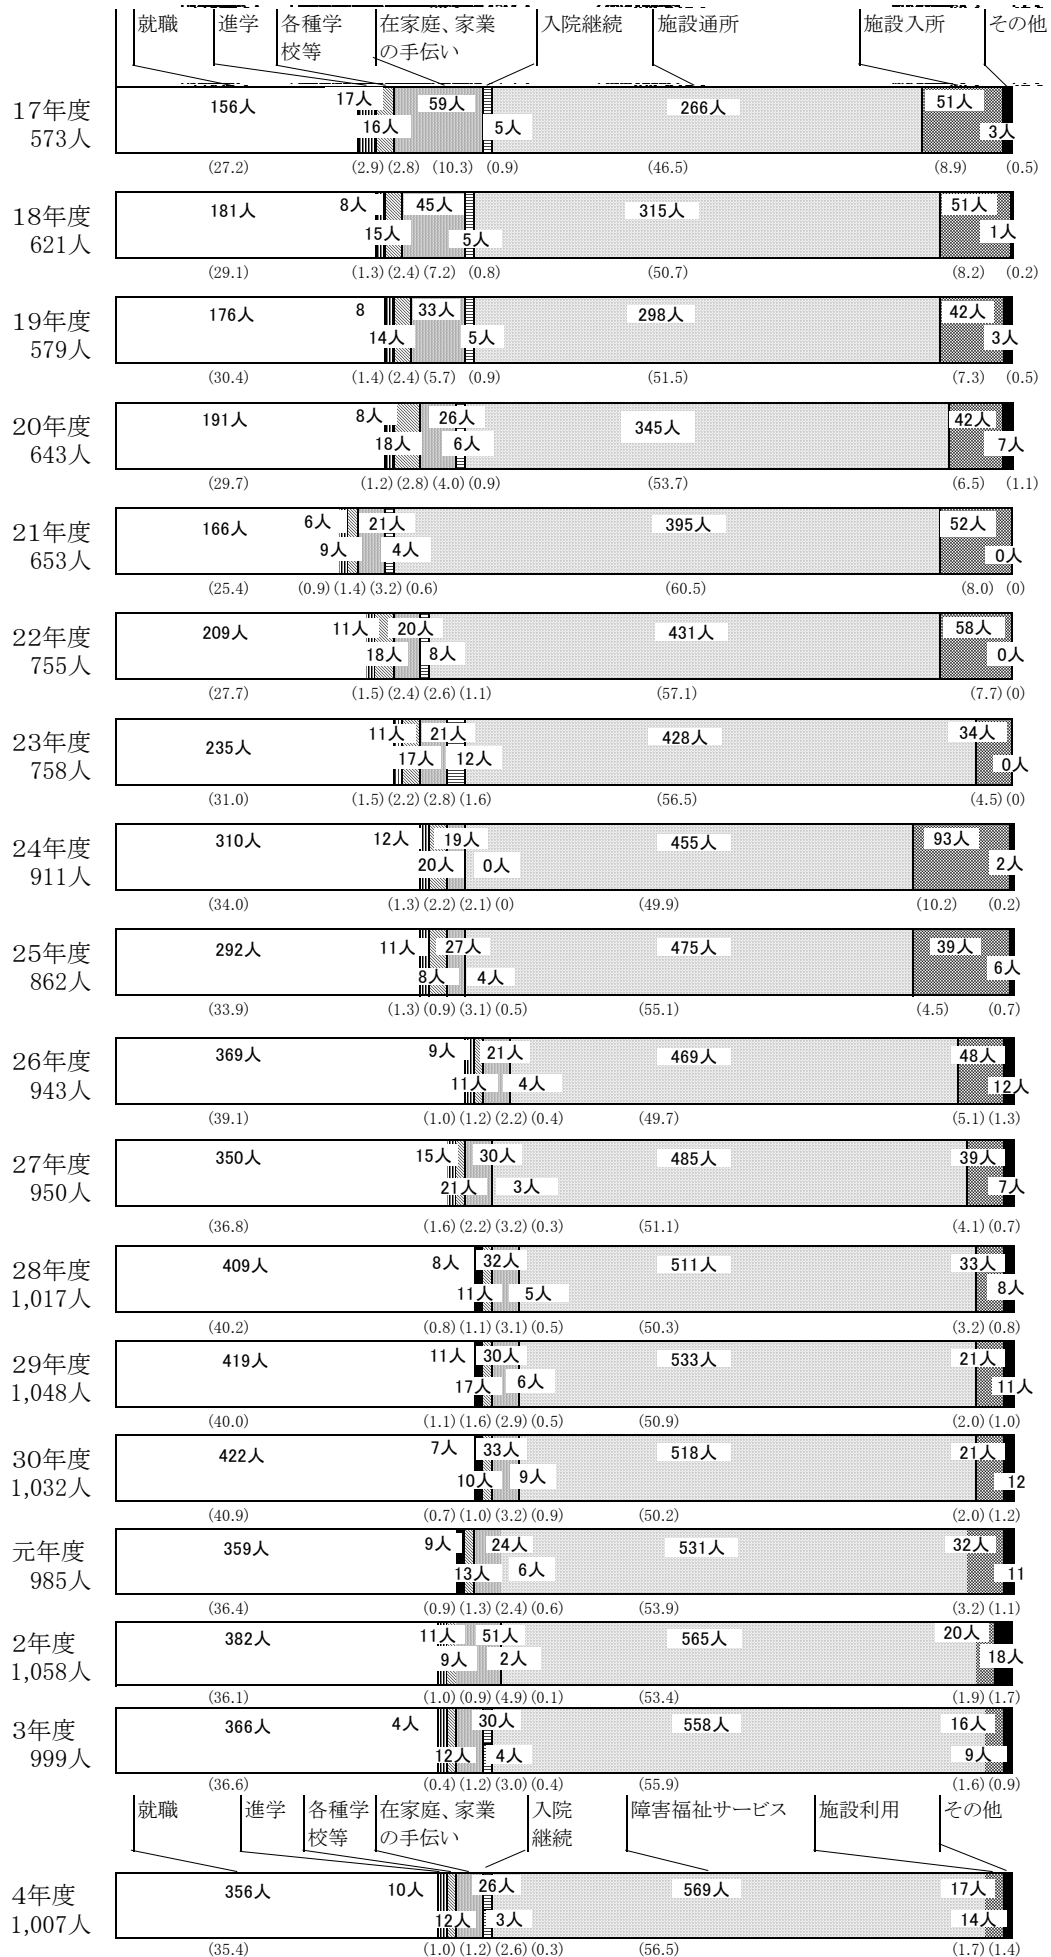 就職 進学 各種学 在家庭、家業 入院継続 施設通所 施設入所 その他
校等 の手伝い
17年度
573人
156人 17人 59人 266人 51人
16人 5人 3人
(27.2) (2.9) (2.8) (10.3) (0.9) (46.5) (8.9) (0.5)
18年度
621人
181人 8人 45人 315人 51人
15人 5人 1人
(29.1) (1.3) (2.4) (7.2) (0.8) (50.7) (8.2) (0.2)
19年度
579人
176人 8 33人 298人 42人
14人 5人 3人
(30.4) (1.4) (2.4) (5.7) (0.9) (51.5) (7.3) (0.5)
20年度
643人
191人 8人 26人 345人 42人
18人 6人 7人
(29.7) (1.2) (2.8) (4.0) (0.9) (53.7) (6.5) (1.1)
21年度
653人
166人 6人 21人 395人 52人
9人 4人 0人
(25.4) (0.9) (1.4) (3.2) (0.6) (60.5) (8.0) (0)
22年度
755人
209人 11人 20人 431人 58人
18人 8人 0人
(27.7) (1.5) (2.4) (2.6) (1.1) (57.1) (7.7) (0)
23年度
758人
235人 11人 21人 428人 34人
17人 12人 0人
(31.0) (1.5) (2.2) (2.8) (1.6) (56.5) (4.5) (0)
24年度
911人
310人 12人 19人 455人 93人
20人 0人 2人
(34.0) (1.3) (2.2) (2.1) (0) (49.9) (10.2) (0.2)
25年度
862人
292人 11人 27人 475人 39人
8人 4人 6人
(33.9) (1.3) (0.9) (3.1) (0.5) (55.1) (4.5) (0.7)
26年度
943人
369人 9人 21人 469人 48人
11人 4人 12人
(39.1) (1.0) (1.2) (2.2) (0.4) (49.7) (5.1) (1.3)
27年度
950人
350人 15人 30人 485人 39人
21人 3人 7人
(36.8) (1.6) (2.2) (3.2) (0.3) (51.1) (4.1) (0.7)
28年度
1,017人
409人 8人 32人 511人 33人
11人 5人 8人
(40.2) (0.8) (1.1) (3.1) (0.5) (50.3) (3.2) (0.8)
29年度
1,048人
419人 11人 30人 533人 21人
17人 6人 11人
(40.0) (1.1) (1.6) (2.9) (0.5) (50.9) (2.0) (1.0)
30年度
1,032人
422人 7人 33人 518人 21人
10人 9人 12
(40.9) (0.7) (1.0) (3.2) (0.9) (50.2) (2.0) (1.2)
元年度
985人
359人 9人 24人 531人 32人
13人 6人 11
(36.4) (0.9) (1.3) (2.4) (0.6) (53.9) (3.2) (1.1)
2年度
1,058人
382人 11人 51人 565人 20人
9人 2人 18人
(36.1) (1.0) (0.9) (4.9) (0.1) (53.4) (1.9) (1.7)
3年度
999人
366人 4人 30人 558人 16人
12人 4人 9人
(36.6) (0.4) (1.2) (3.0) (0.4) (55.9) (1.6) (0.9)
就職 進学 各種学 在家庭、家業 入院 障害福祉サービス 施設利用 その他
校等 の手伝い 継続
4年度
1,007人
356人 10人 26人 569人 17人
12人 3人 14人
(35.4) (1.0) (1.2) (2.6) (0.3) (56.5) (1.7) (1.4)